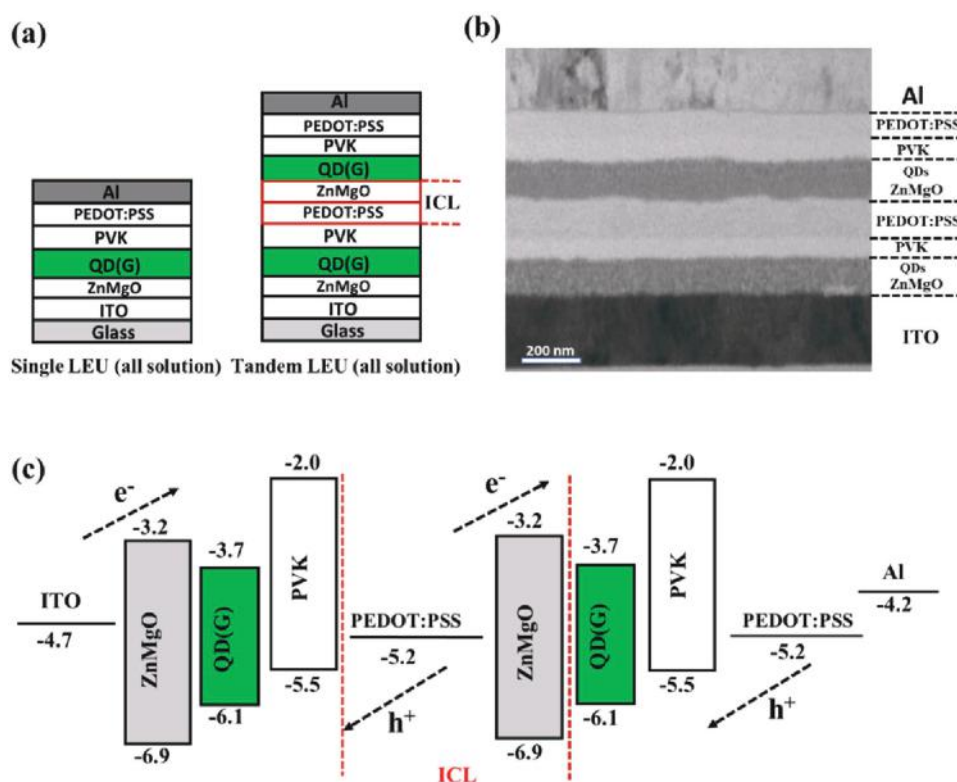 (a)
Al
PEDOT:PSS
PVK
QD(G)
ZnMgO
ITO
Glass
Single LEU (all solution)
Al
PEDOT:PSS
PVK
QD(G)
ZnMgO
PEDOT:PSS
ICL
PVK
QD(G)
ZnMgO
ITO
Glass
Tandem LEU (all solution)
(b)
Al
PEDOT:PSS
PVK
QDs
ZnMgO
PEDOT:PSS
PVK
QDs
ZnMgO
ITO
200 nm
(c)
ITO
-4.7
e-
-3.2
ZnMgO
-6.9
-3.7
QD(G)
-6.1
-2.0
PVK
-5.5
PEDOT:PSS
-5.2
h+
e-
-3.2
ZnMgO
-6.9
ICL
-3.7
QD(G)
-6.1
-2.0
PVK
-5.5
PEDOT:PSS
-5.2
h+
Al
-4.2